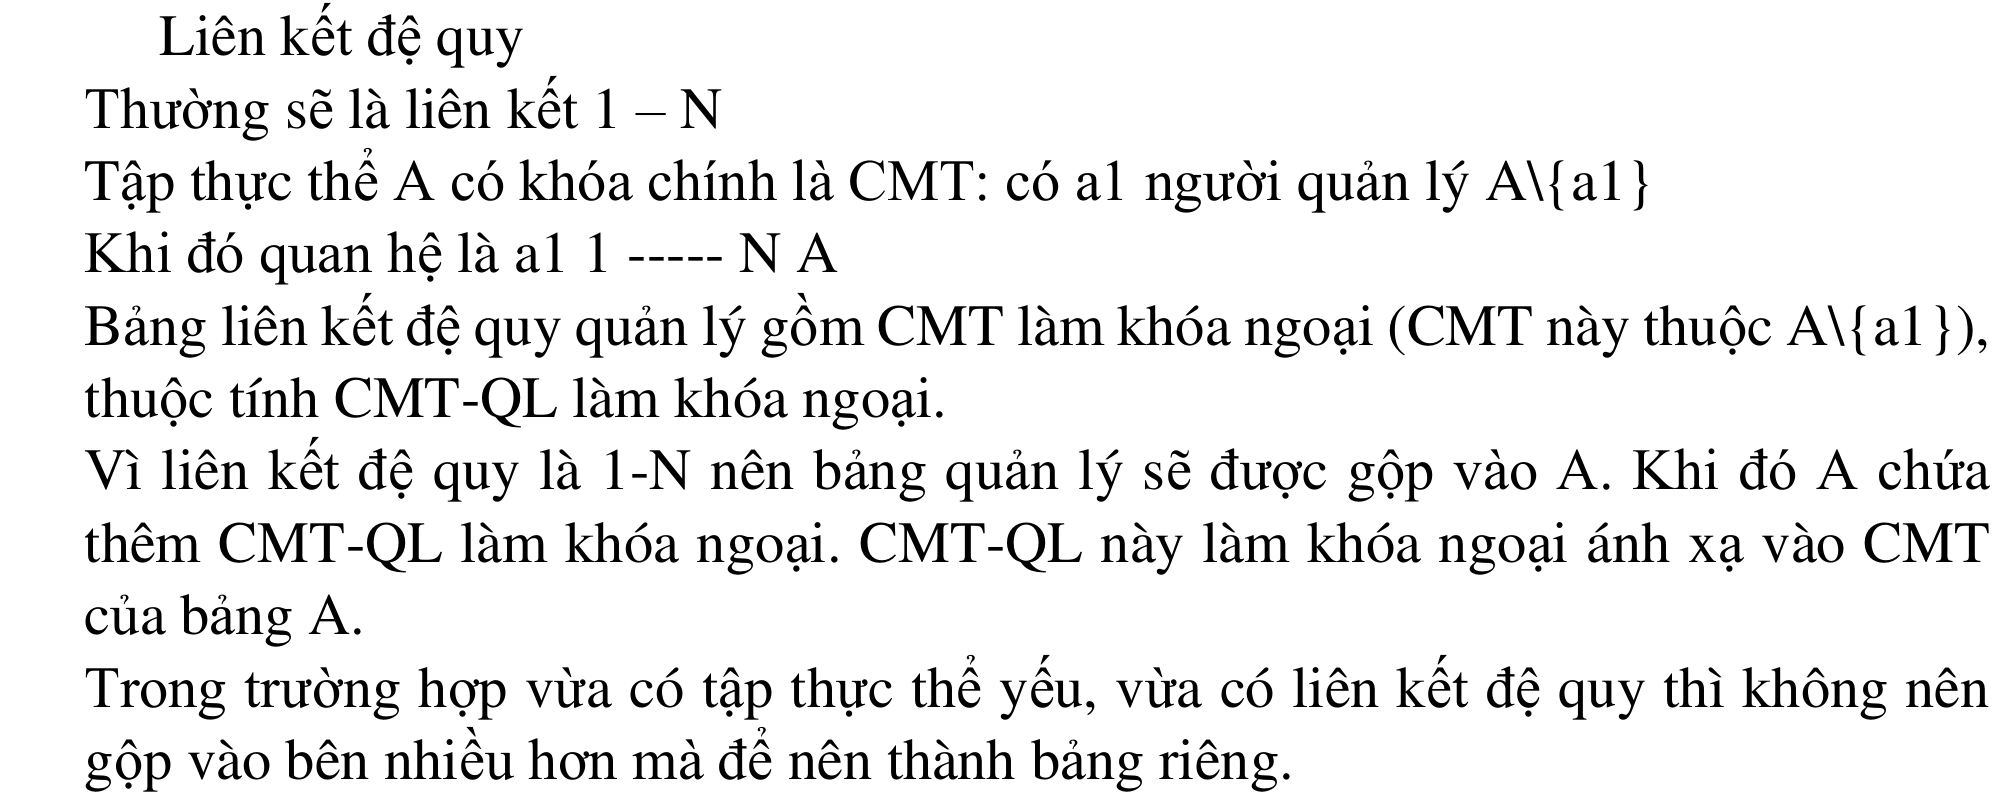 Liên kết đệ quy
Thường sẽ là liên kết 1 – N
Tập thực thể A có khóa chính là CMT: có a1 người quản lý A\{a1}
Khi đó quan hệ là a1 1 ----- N A
Bảng liên kết đệ quy quản lý gồm CMT làm khóa ngoại (CMT này thuộc A\{a1}),
thuộc tính CMT-QL làm khóa ngoại.
Vì liên kết đệ quy là 1-N nên bảng quản lý sẽ được gộp vào A. Khi đó A chứa
thêm CMT-QL làm khóa ngoại. CMT-QL này làm khóa ngoại ánh xạ vào CMT
của bảng A.
Trong trường hợp vừa có tập thực thể yếu, vừa có liên kết đệ quy thì không nên
gộp vào bên nhiều hơn mà để nên thành bảng riêng.